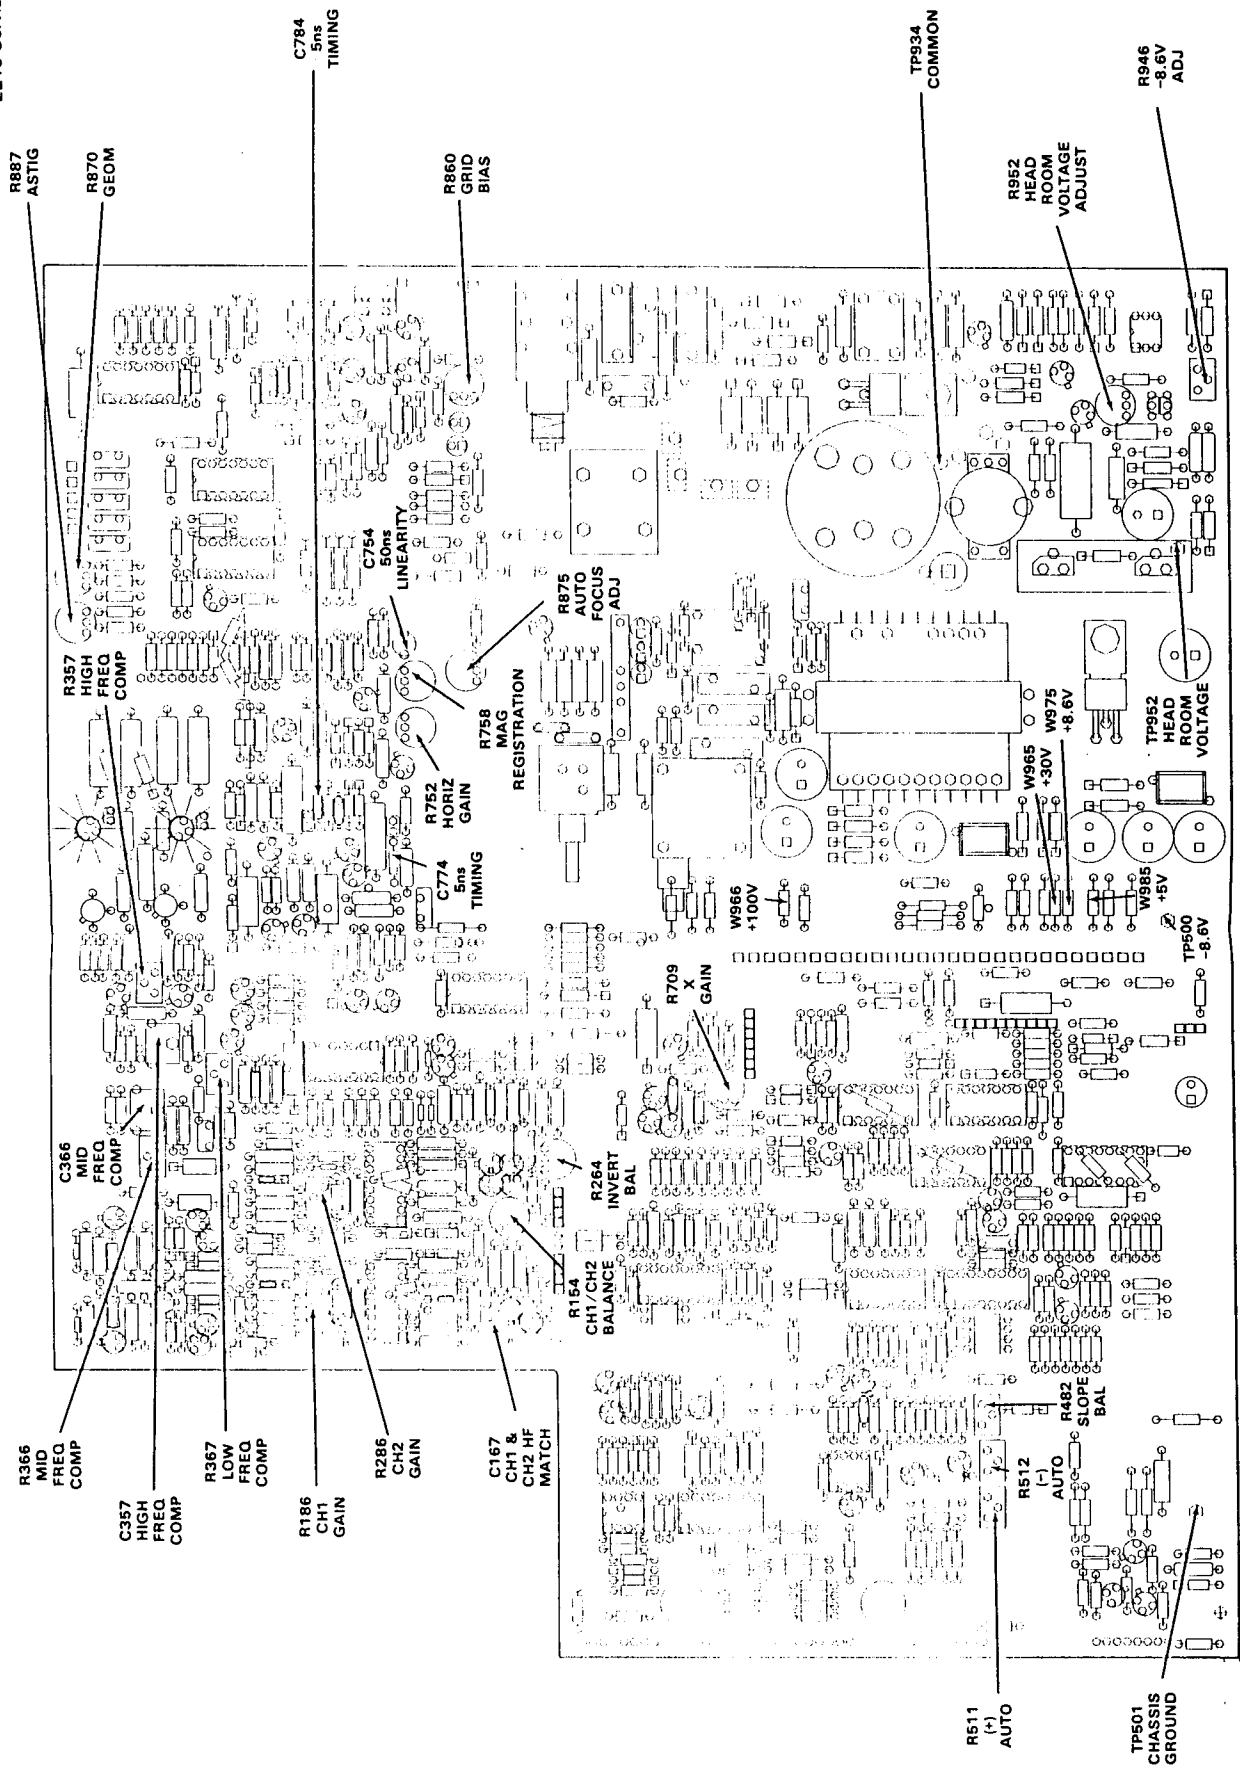 R887
ASTIG
R870
GEOM
C784
5ns
TIMING
R860
GRID
BIAS
TP934
COMMON
R952
HEAD
ROOM
VOLTAGE
ADJUST
R946
-8.6V
ADJ
R357
HIGH
FREQ
COMP
C754
50ns
LINEARITY
R875
AUTO
FOCUS
ADJ
R758
MAG
REGISTRATION
R752
HORIZ
GAIN
C774
5ns
TIMING
W966
+100V
W965
+30V
W975
+8.6V
W985
+5V
TP952
HEAD
ROOM
VOLTAGE
TP500
-8.6V
R709
X
GAIN
C366
MID
FREQ
COMP
R264
INVERT
BAL
R154
CH1/CH2
BALANCE
R366
MID
FREQ
COMP
C357
HIGH
FREQ
COMP
R367
LOW
FREQ
COMP
R186
CH1
GAIN
R286
CH2
GAIN
C167
CH1 &
CH2 HF
MATCH
R482
SLOPE
BAL
R512
(-)
AUTO
R511
(+)
AUTO
TP501
CHASSIS
GROUND